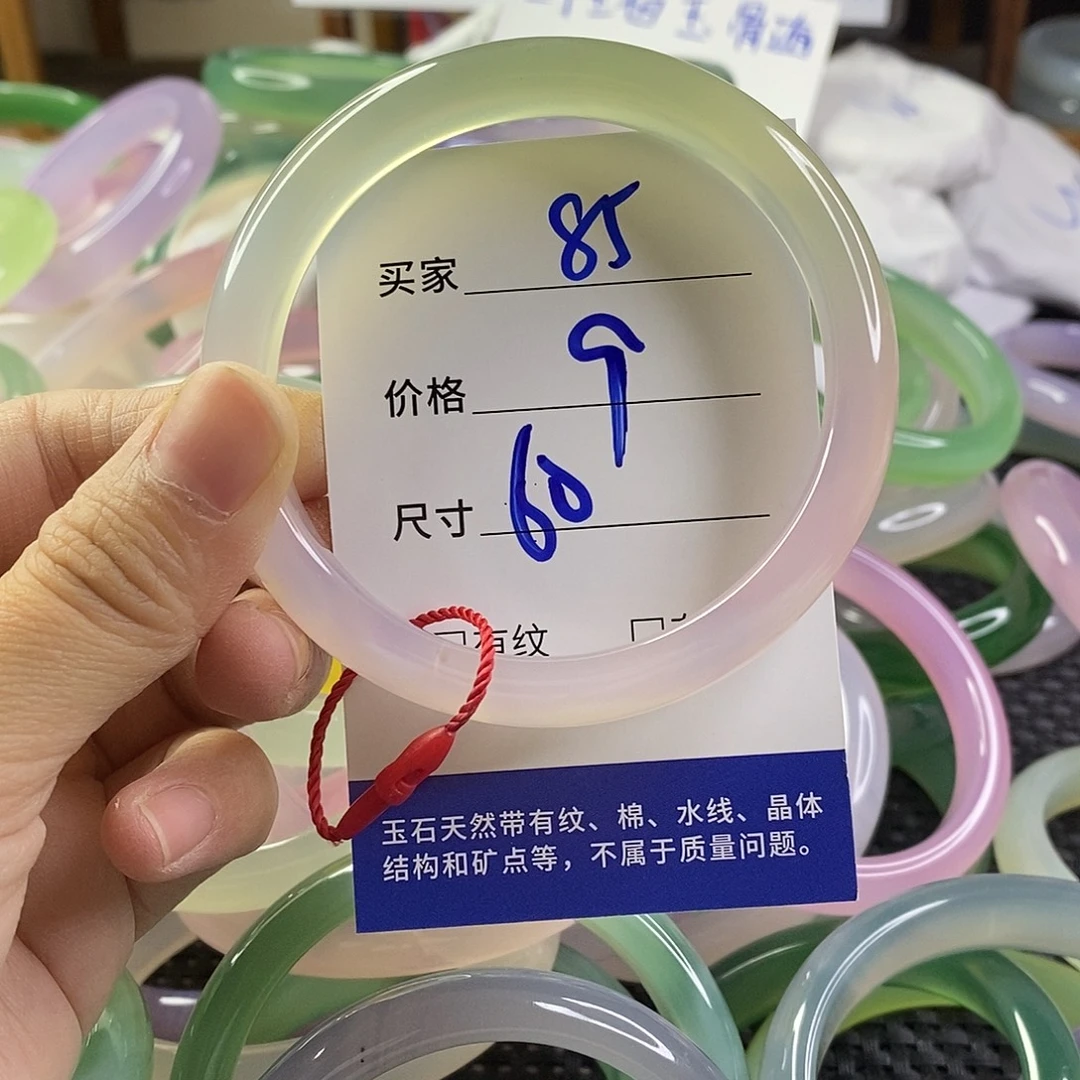 买家 85
价格 9
尺寸 60
有纹
玉石天然带有纹、棉、水线、晶体
结构和矿点等，不属于质量问题。